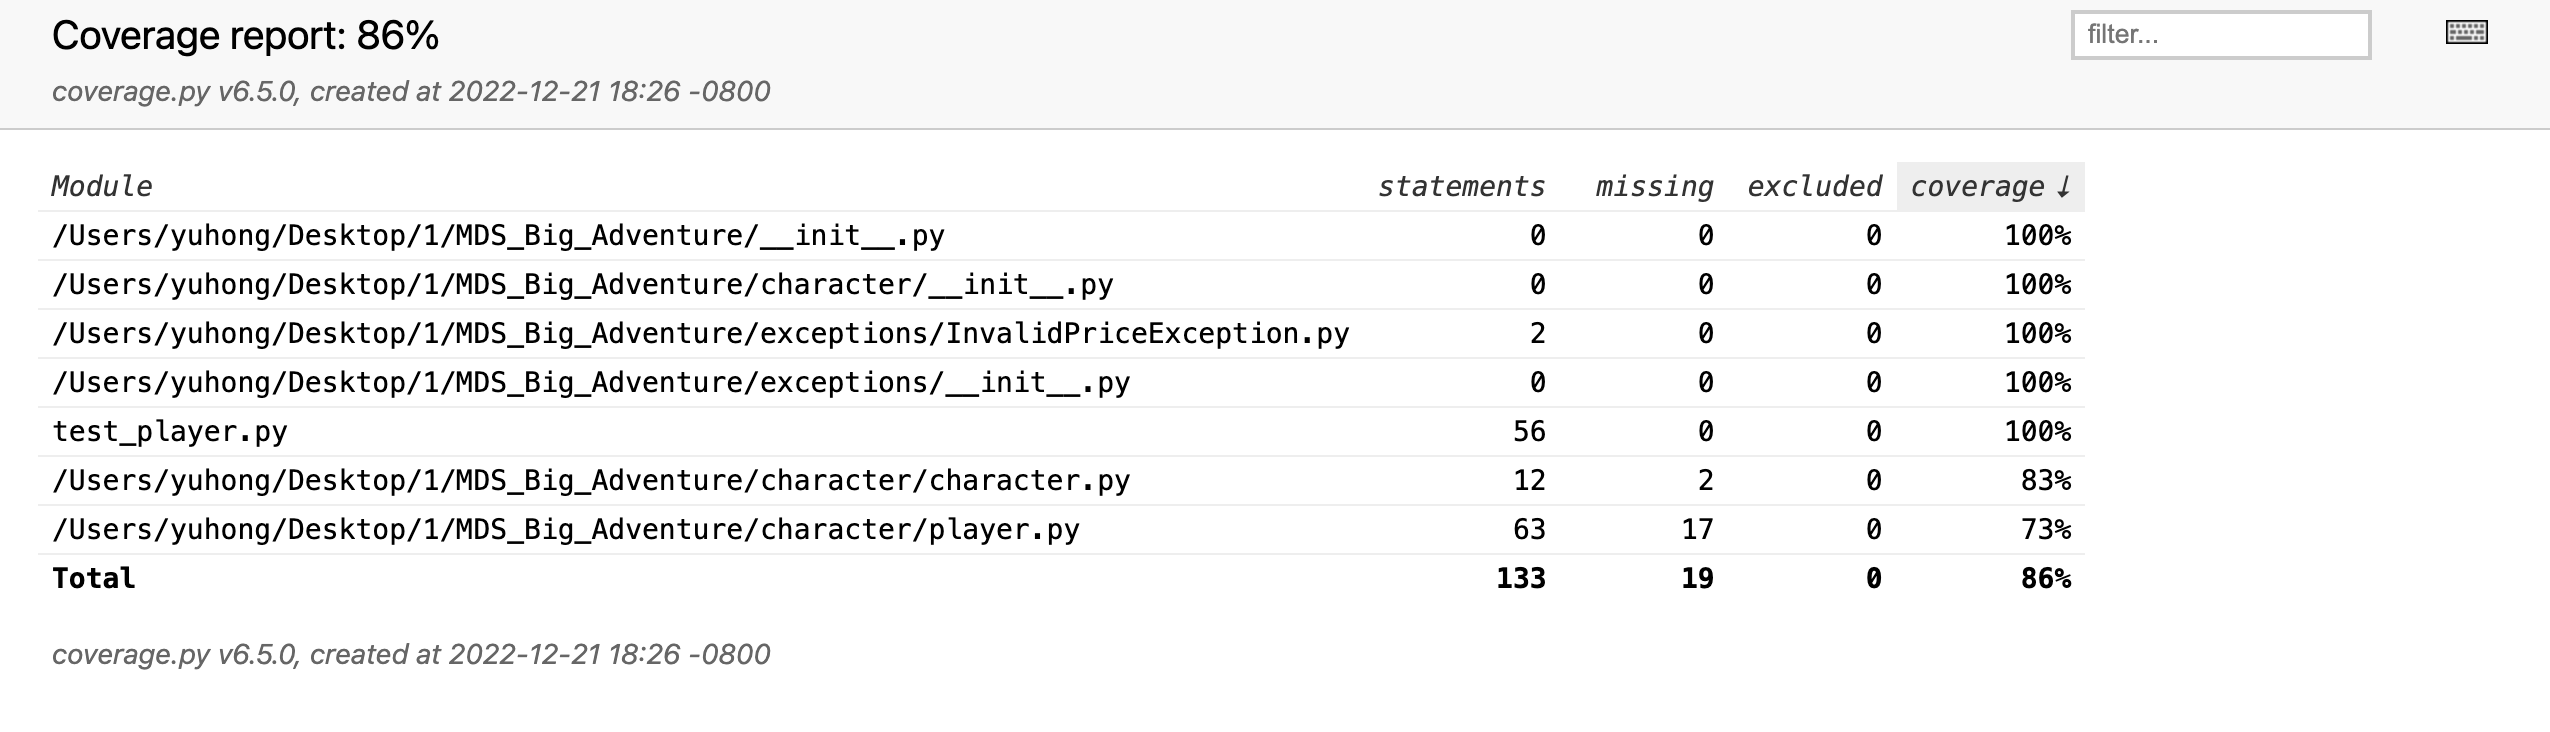 Coverage report: 86%
filter...
coverage.py v6.5.0, created at 2022-12-21 18:26 -0800
Module statements missing excluded coverage ↓
/Users/yuhong/Desktop/1/MDS_Big_Adventure/__init__.py 0 0 0 100%
/Users/yuhong/Desktop/1/MDS_Big_Adventure/character/__init__.py 0 0 0 100%
/Users/yuhong/Desktop/1/MDS_Big_Adventure/exceptions/InvalidPriceException.py 2 0 0 100%
/Users/yuhong/Desktop/1/MDS_Big_Adventure/exceptions/__init__.py 0 0 0 100%
test_player.py 56 0 0 100%
/Users/yuhong/Desktop/1/MDS_Big_Adventure/character/character.py 12 2 0 83%
/Users/yuhong/Desktop/1/MDS_Big_Adventure/character/player.py 63 17 0 73%
Total 133 19 0 86%
coverage.py v6.5.0, created at 2022-12-21 18:26 -0800